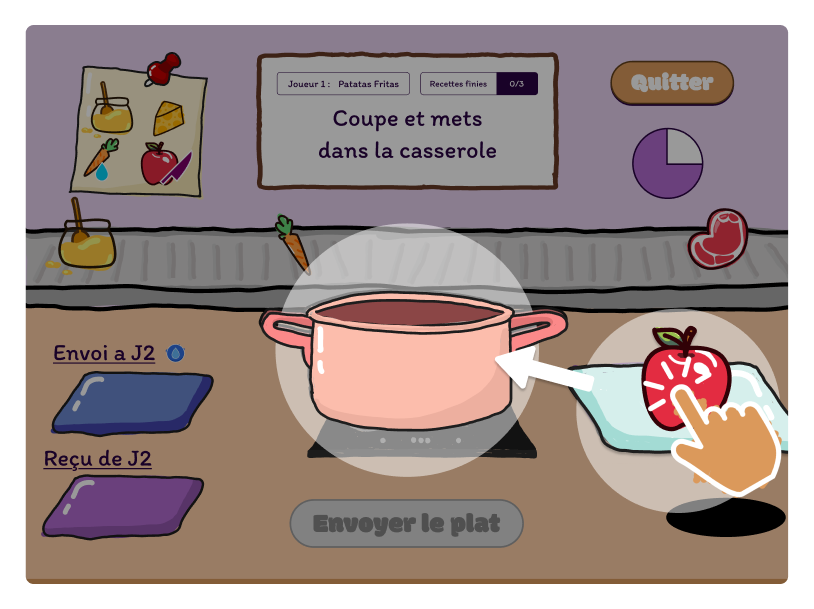 Joueur 1 : Patatas Fritas
Recettes finies 0/3
Quitter
Coupe et mets
dans la casserole
Envoi a J2
Reçu de J2
Envoyer le plat